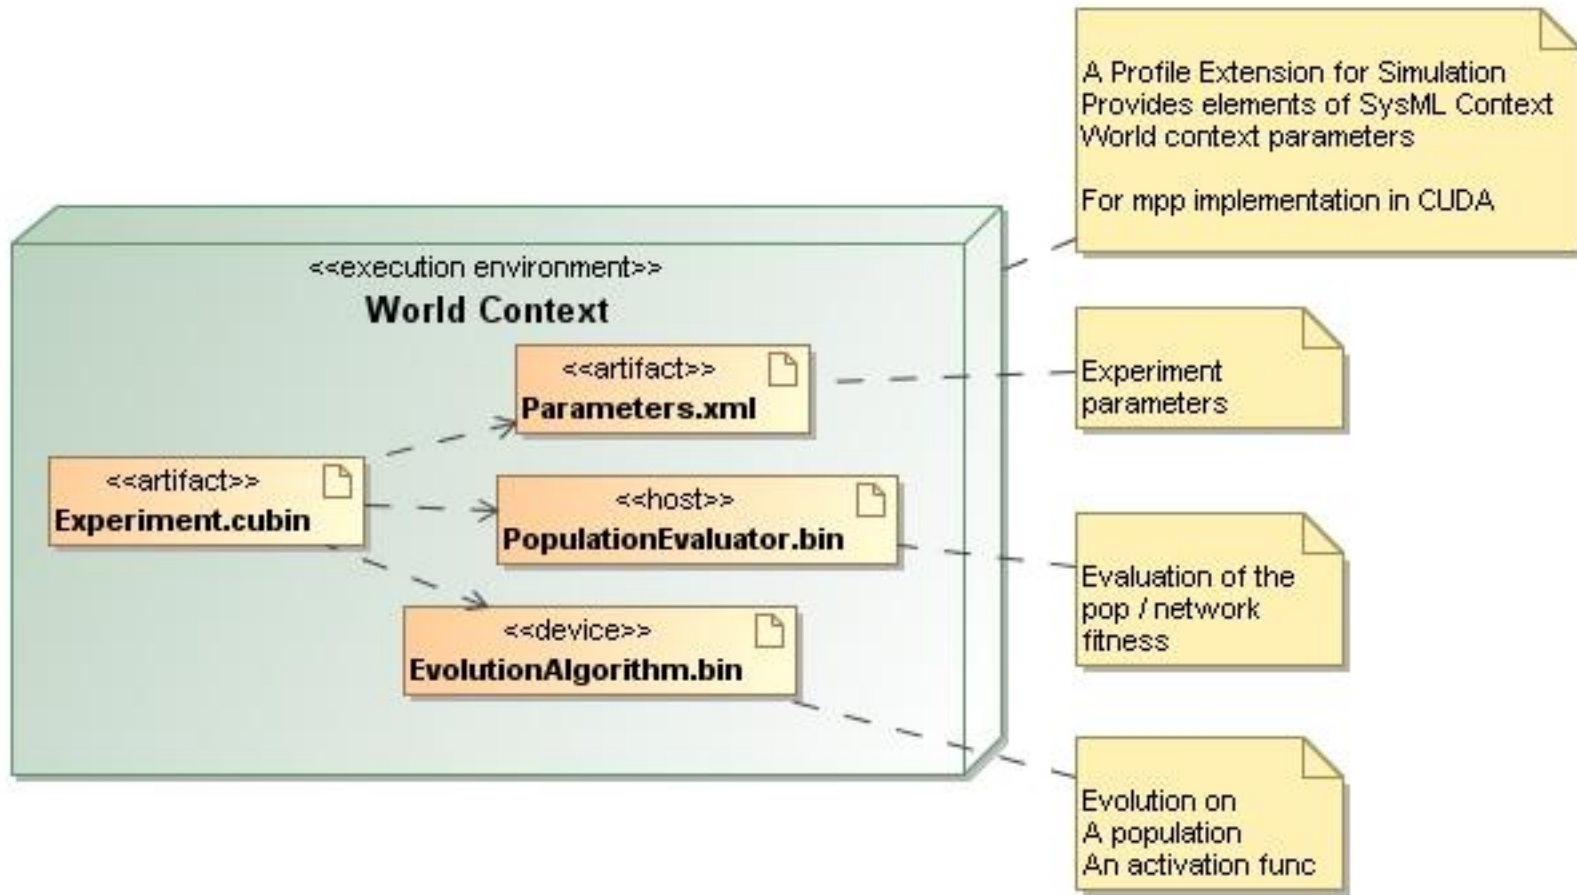 A Profile Extension for Simulation
Provides elements of SysML Context
World context parameters
For mpp implementation in CUDA
<<execution environment>>
World Context
<<artifact>>
Parameters.xml
Experiment
parameters
<<artifact>>
Experiment.cubin
<<host>>
PopulationEvaluator.bin
Evaluation of the
pop / network
fitness
<<device>>
EvolutionAlgorithm.bin
Evolution on
A population
An activation func